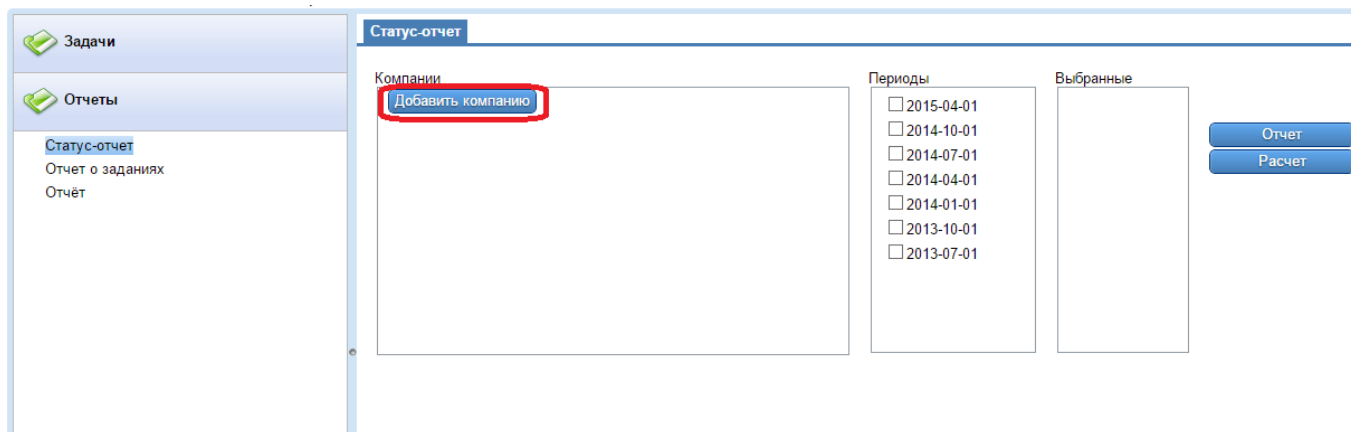 Задачи
Отчеты
Статус-отчет
Отчет о заданиях
Отчёт
Статус-отчет
Компании
Добавить компанию
Периоды
2015-04-01
2014-10-01
2014-07-01
2014-04-01
2014-01-01
2013-10-01
2013-07-01
Выбранные
Отчет
Расчет